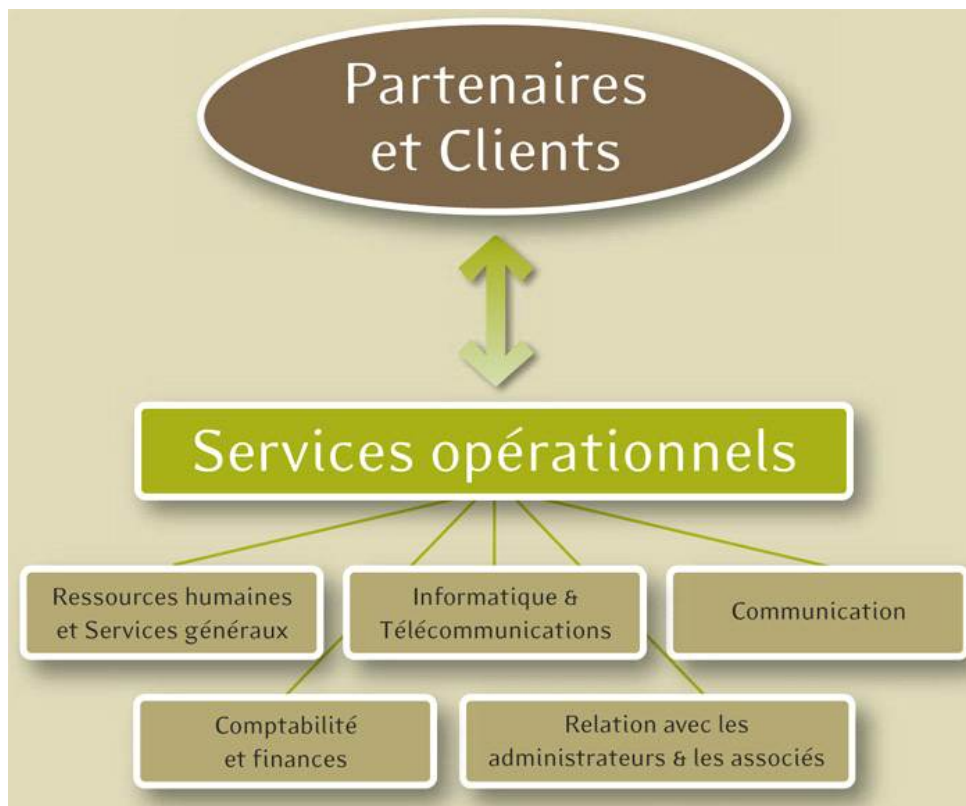 Partenaires
et Clients
Services opérationnels
Ressources humaines
et Services généraux
Informatique &
Télécommunications
Communication
Comptabilité
et finances
Relation avec les
administrateurs & les associés